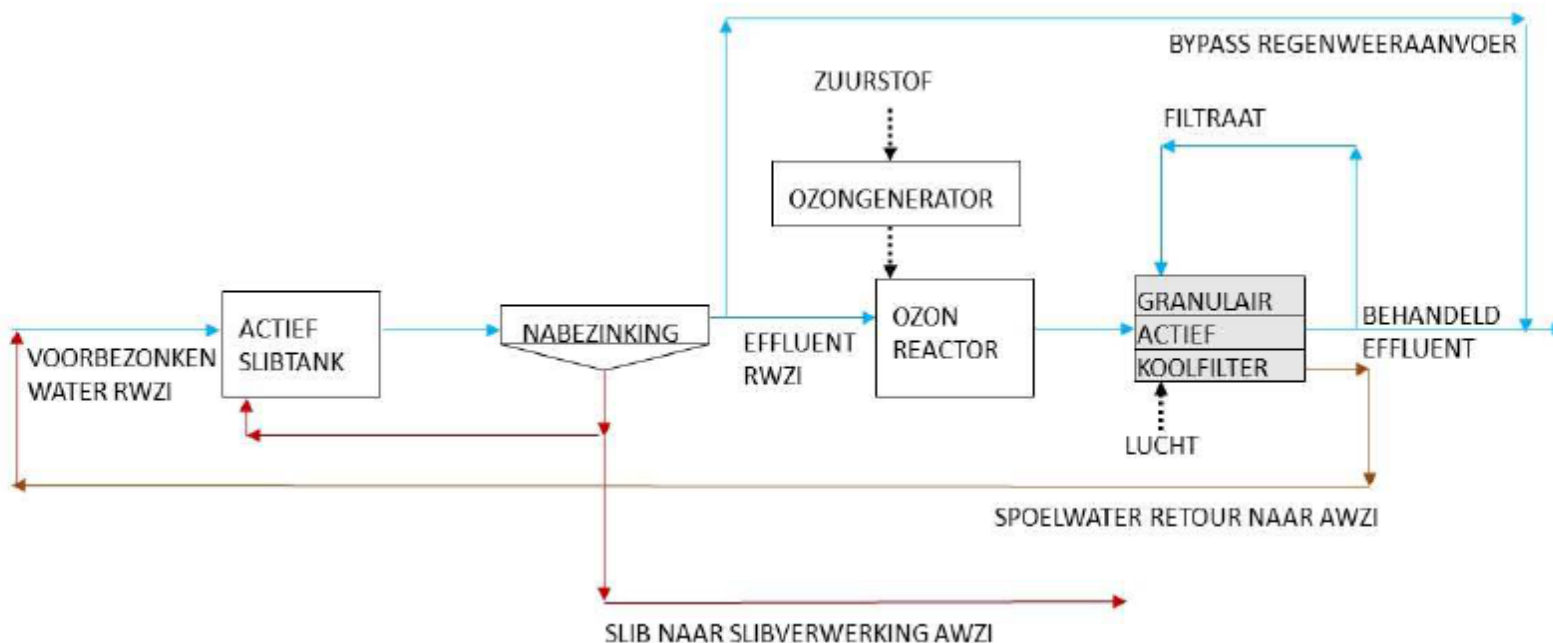 BYPASS REGENWEERAANVOER
ZUURSTOF
FILTRAAT
OZONGENERATOR
GRANULAIR
ACTIEF
KOOLFILTER
ACTIEF
SLIBTANK
NABEZINKING
OZON
REACTOR
BEHANDELD
EFFLUENT
VOORBEZONKEN
WATER RWZI
EFFLUENT
RWZI
LUCHT
SPOELWATER RETOUR NAAR AWZI
SLIB NAAR SLIBVERWERKING AWZI